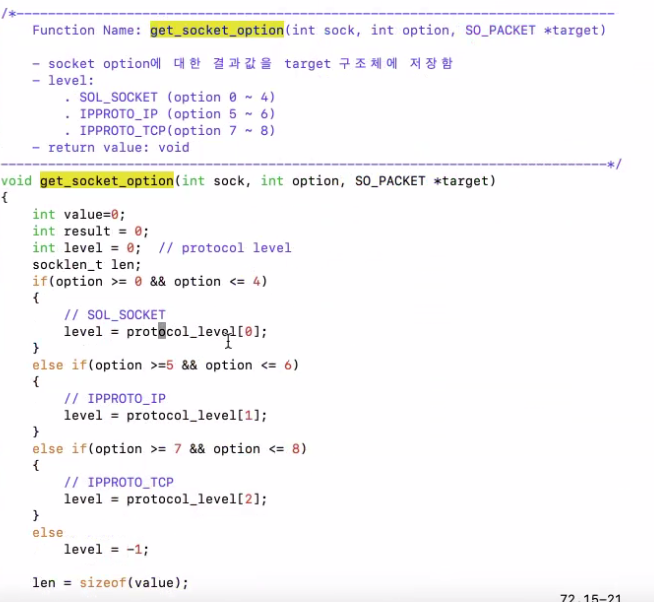 /*----------------------------------------------------------------------------
    Function Name: get_socket_option(int sock, int option, SO_PACKET *target)
    - socket option에 대한 결과값을 target 구조체에 저장함
    - level:
        . SOL_SOCKET (option 0 ~ 4)
        . IPPROTO_IP (option 5 ~ 6)
        . IPPROTO_TCP(option 7 ~ 8)
    - return value: void
----------------------------------------------------------------------------*/
void get_socket_option(int sock, int option, SO_PACKET *target)
{
    int value=0;
    int result = 0;
    int level = 0;  // protocol level
    socklen_t len;
    if(option >= 0 && option <= 4)
    {
        // SOL_SOCKET
        level = protocol_level[0];
    }
    else if(option >=5 && option <= 6)
    {
        // IPPROTO_IP
        level = protocol_level[1];
    }
    else if(option >= 7 && option <= 8)
    {
        // IPPROTO_TCP
        level = protocol_level[2];
    }
    else
        level = -1;
    len = sizeof(value);
72,15-21